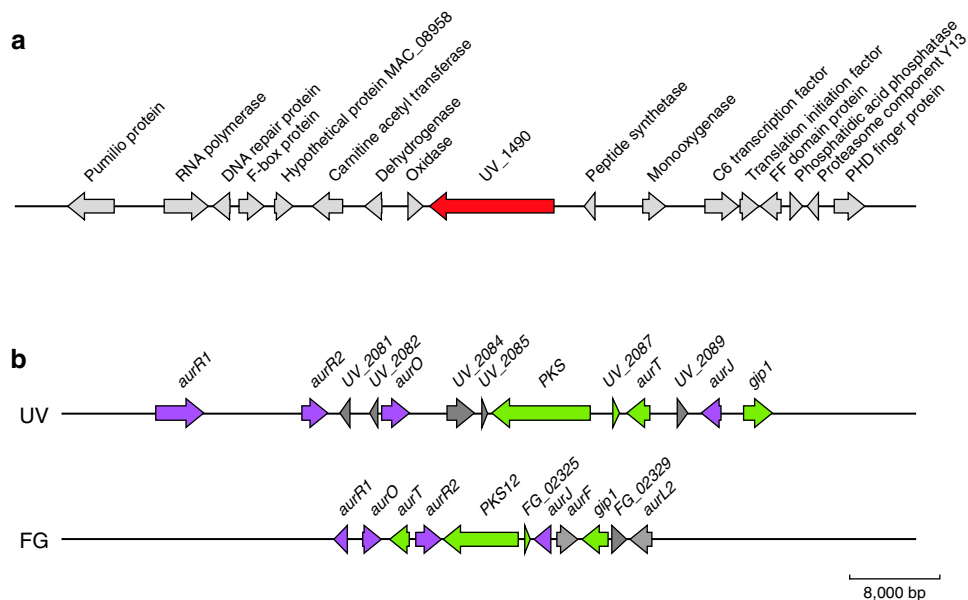 a
Pumilio protein
RNA polymerase
DNA repair protein
F-box protein
Hypothetical protein MAC_08958
Carnitine acetyl transferase
Dehydrogenase
Oxidase
UV_1490
Peptide synthetase
Monooxygenase
C6 transcription factor
Translation initiation factor
FF domain protein
Phosphatidic acid phosphatase
Proteasome component Y13
PHD finger protein
b
aurR1
aurR2
UV_2081
UV_2082
aurO
UV_2084
UV_2085
PKS
UV_2087
aurT
UV_2089
aurJ
gip1
UV
aurR1
aurO
aurT
aurR2
PKS12
FG_02325
aurJ
aurF
gip1
FG_02329
aurL2
FG
8,000 bp